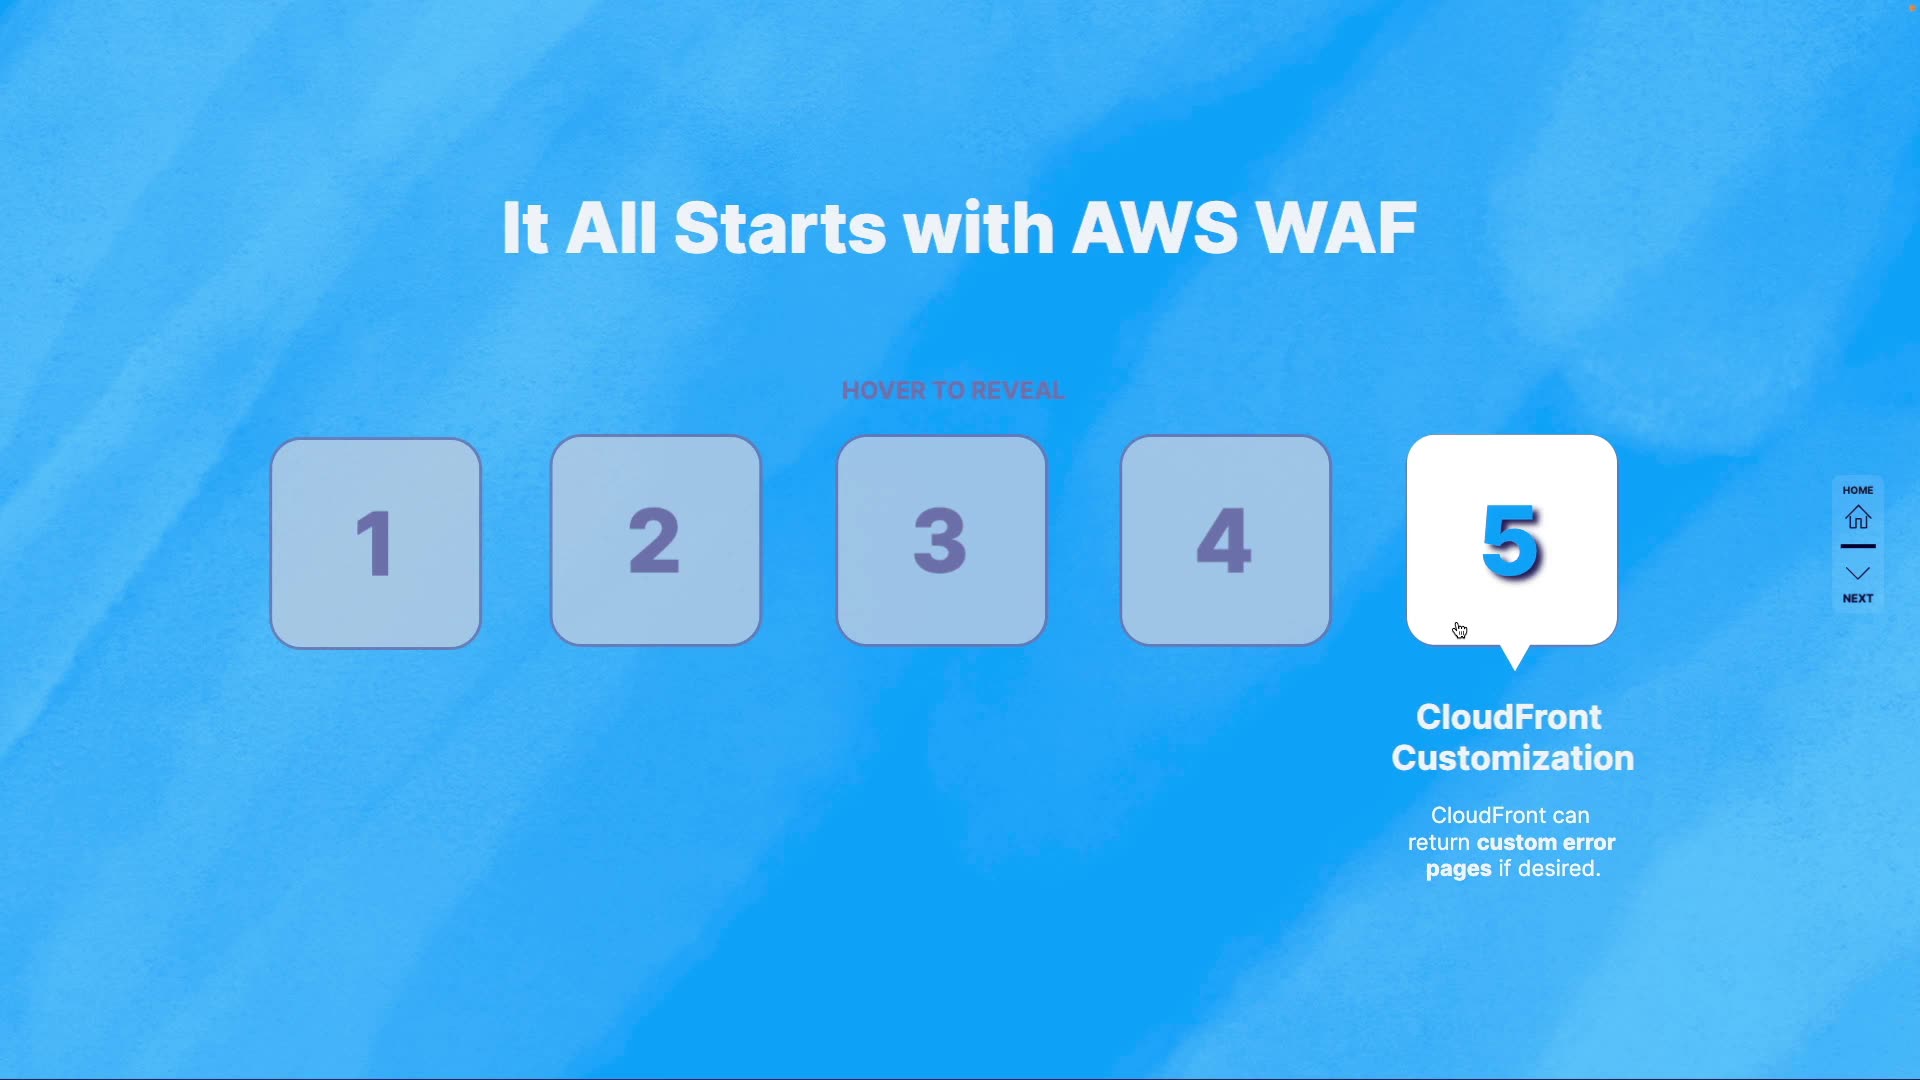 It All Starts with AWS WAF
HOVER TO REVEAL
1
2
3
4
5
CloudFront
Customization
CloudFront can
return custom error
pages if desired.
HOME
NEXT